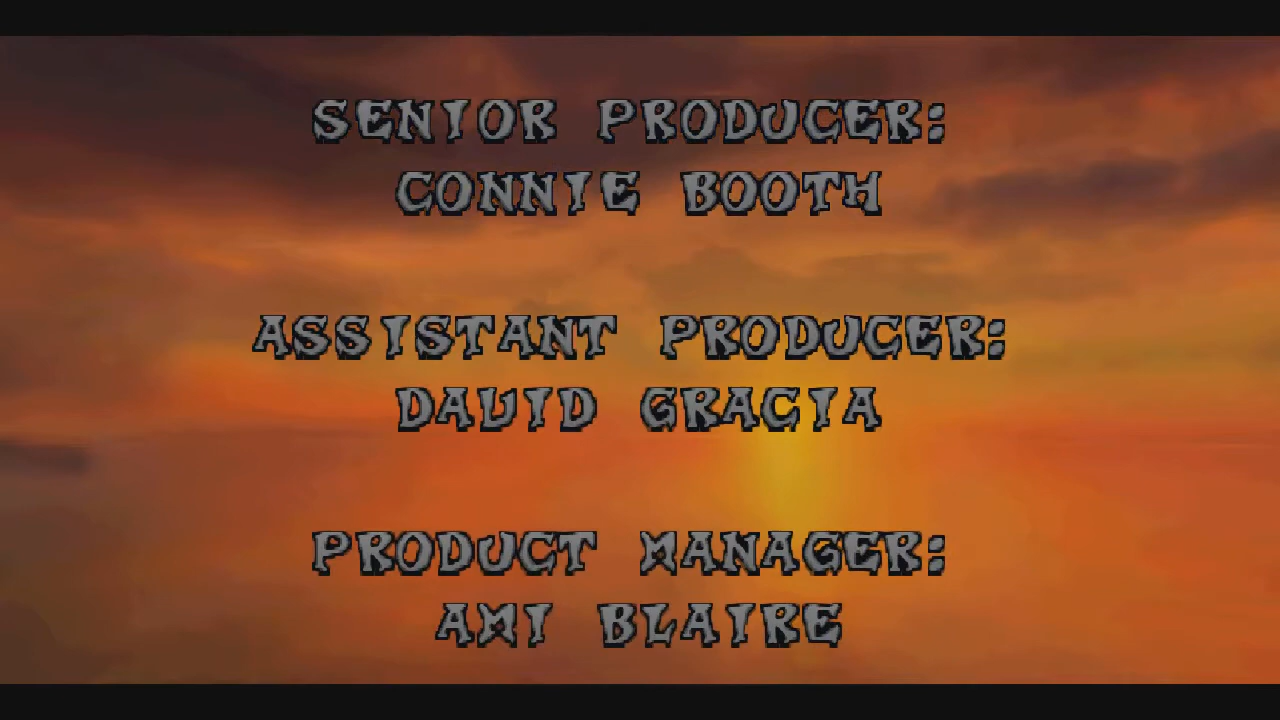 SENIOR PRODUCER:
CONNIE BOOTH
ASSISTANT PRODUCER:
DAVID GRACIA
PRODUCT MANAGER:
AMI BLAIRE